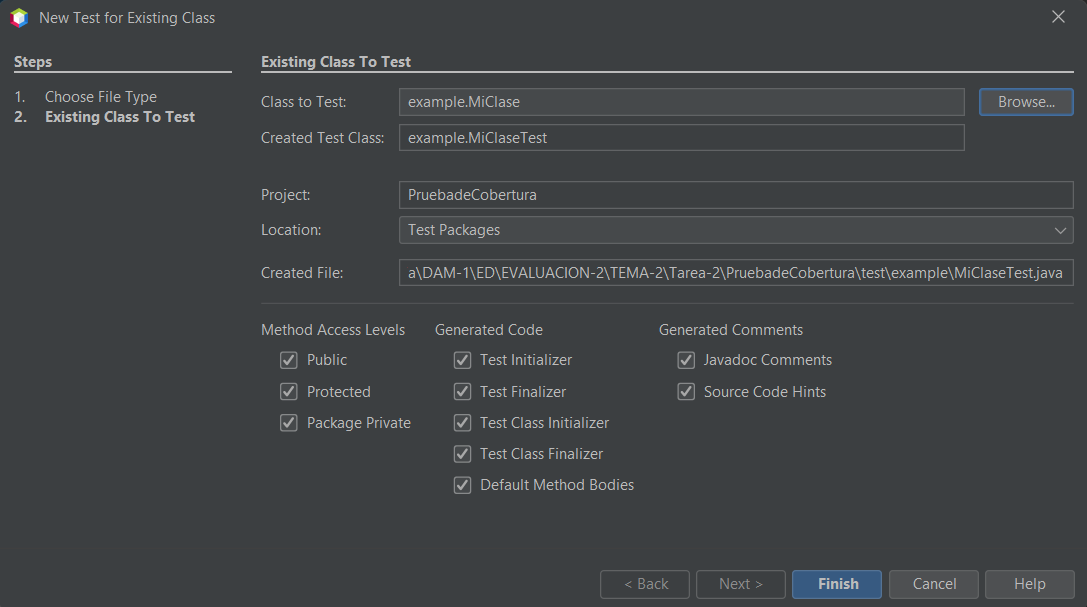 New Test for Existing Class
Steps
1. Choose File Type
2. Existing Class To Test
Existing Class To Test
Class to Test: example.MiClase Browse...
Created Test Class: example.MiClaseTest
Project: PruebadeCobertura
Location: Test Packages
Created File: a\DAM-1\ED\EVALUACION-2\TEMA-2\Tarea-2\PruebadeCobertura\test\example\MiClaseTest.java
Method Access Levels Generated Code Generated Comments
Public Test Initializer Javadoc Comments
Protected Test Finalizer Source Code Hints
Package Private Test Class Initializer
Test Class Finalizer
Default Method Bodies
< Back Next > Finish Cancel Help